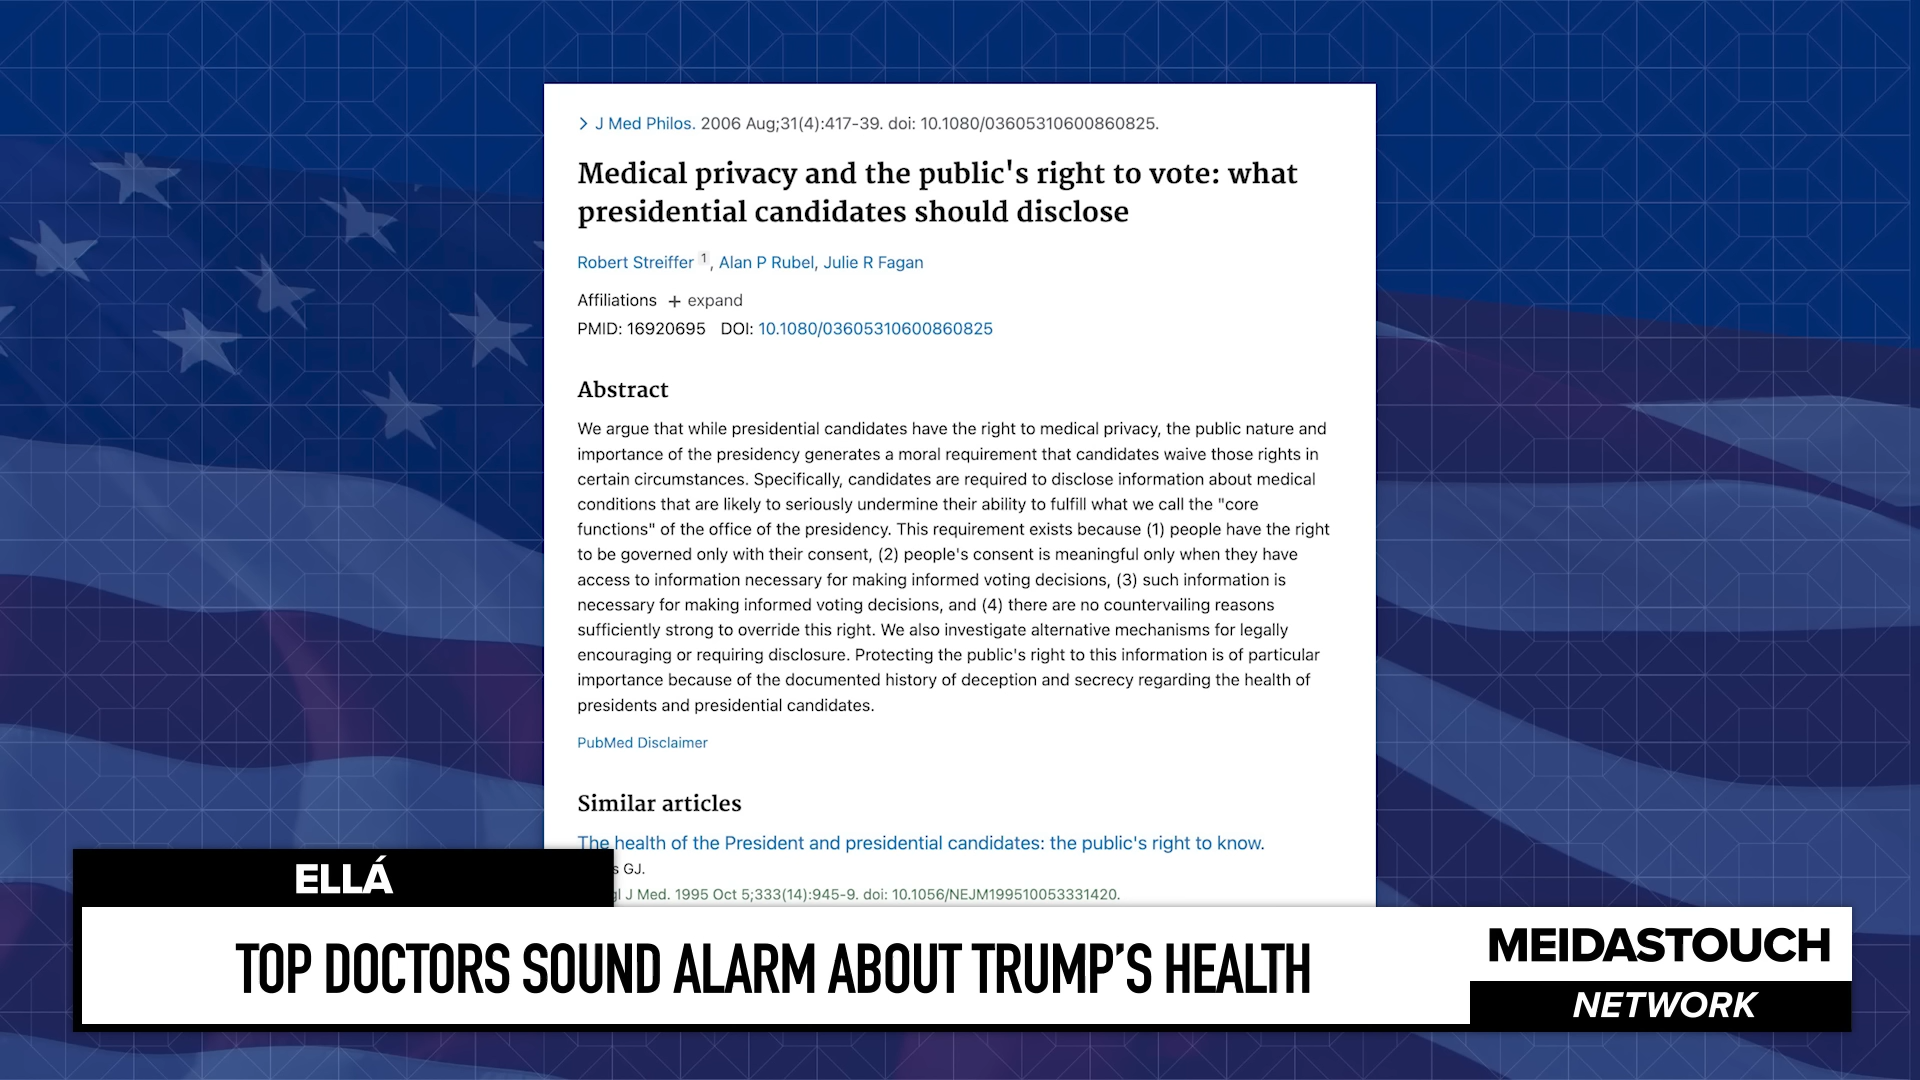 > J Med Philos. 2006 Aug;31(4):417-39. doi: 10.1080/03605310600860825.
Medical privacy and the public's right to vote: what
presidential candidates should disclose
Robert Streiffer 1, Alan P Rubel, Julie R Fagan
Affiliations + expand
PMID: 16920695 DOI: 10.1080/03605310600860825
Abstract
We argue that while presidential candidates have the right to medical privacy, the public nature and
importance of the presidency generates a moral requirement that candidates waive those rights in
certain circumstances. Specifically, candidates are required to disclose information about medical
conditions that are likely to seriously undermine their ability to fulfill what we call the "core
functions" of the office of the presidency. This requirement exists because (1) people have the right
to be governed only with their consent, (2) people's consent is meaningful only when they have
access to information necessary for making informed voting decisions, (3) such information is
necessary for making informed voting decisions, and (4) there are no countervailing reasons
sufficiently strong to override this right. We also investigate alternative mechanisms for legally
encouraging or requiring disclosure. Protecting the public's right to this information is of particular
importance because of the documented history of deception and secrecy regarding the health of
presidents and presidential candidates.
PubMed Disclaimer
Similar articles
The health of the President and presidential candidates: the public's right to know.
GJ.
J Med. 1995 Oct 5;333(14):945-9. doi: 10.1056/NEJM199510053331420.
ELLÁ
TOP DOCTORS SOUND ALARM ABOUT TRUMP'S HEALTH
MEIDASTOUCH
NETWORK